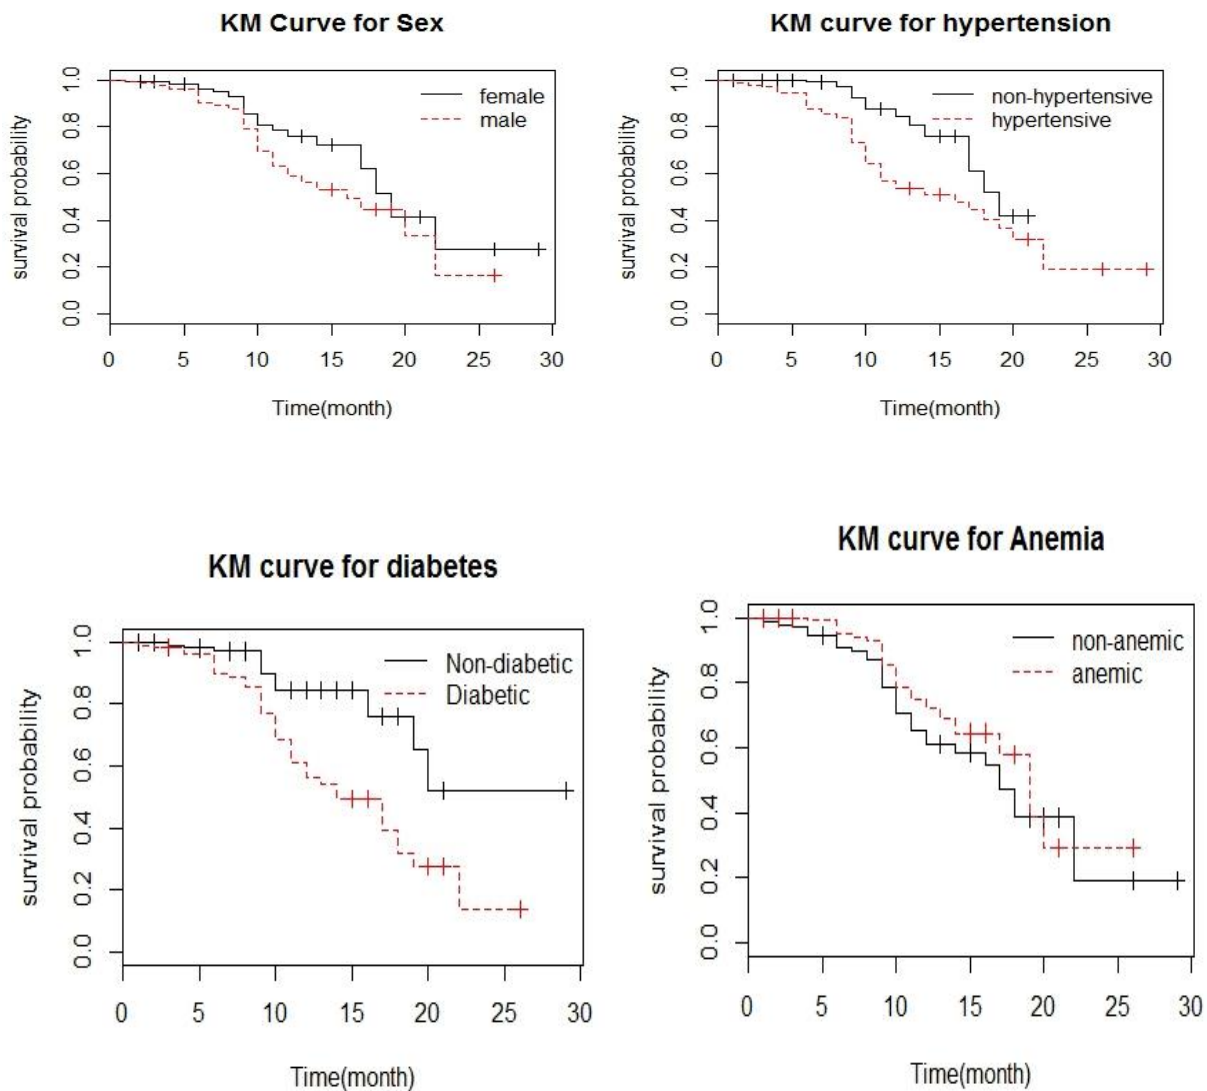 KM Curve for Sex
survival probability
0.0 0.2 0.4 0.6 0.8 1.0
female
male
0 5 10 15 20 25 30
Time(month)
KM curve for hypertension
survival probability
0.0 0.2 0.4 0.6 0.8 1.0
non-hypertensive
hypertensive
0 5 10 15 20 25 30
Time(month)
KM curve for diabetes
survival probability
0.0 0.2 0.4 0.6 0.8 1.0
Non-diabetic
Diabetic
0 5 10 15 20 25 30
Time(month)
KM curve for Anemia
survival probability
0.0 0.2 0.4 0.6 0.8 1.0
non-anemic
anemic
0 5 10 15 20 25 30
Time(month)